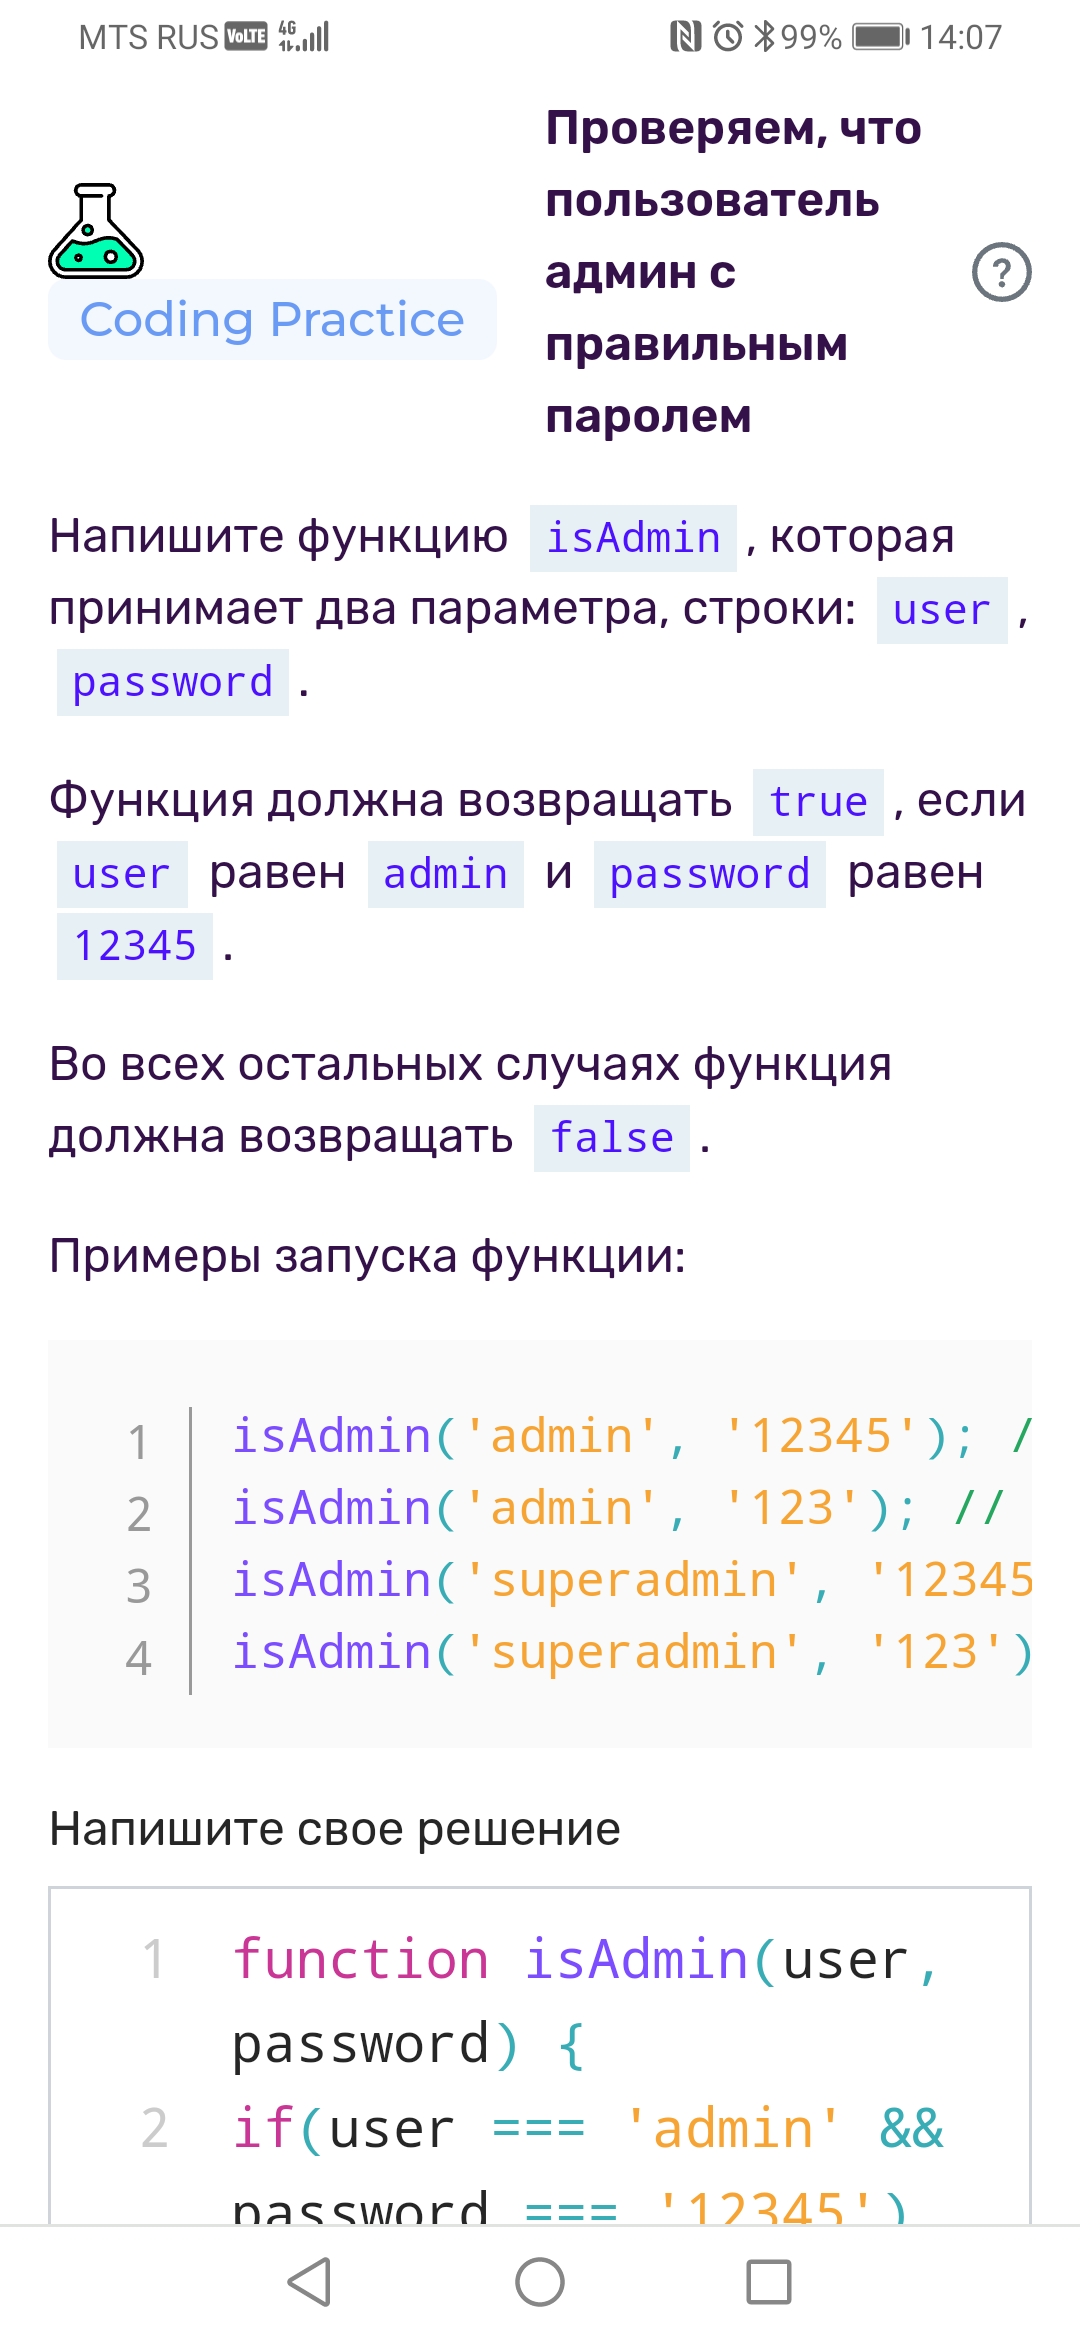 MTS RUS VoLTE 4G 99% 14:07
Проверяем, что
пользователь
админ с
правильным
паролем
?
Coding Practice
Напишите функцию isAdmin , которая
принимает два параметра, строки: user ,
password .
Функция должна возвращать true , если
user равен admin и password равен
12345 .
Во всех остальных случаях функция
должна возвращать false .
Примеры запуска функции:
1 isAdmin('admin', '12345'); /
2 isAdmin('admin', '123'); //
3 isAdmin('superadmin', '12345
4 isAdmin('superadmin', '123')
Напишите свое решение
1 function isAdmin(user,
password) {
2 if(user === 'admin' &&
password === '12345')